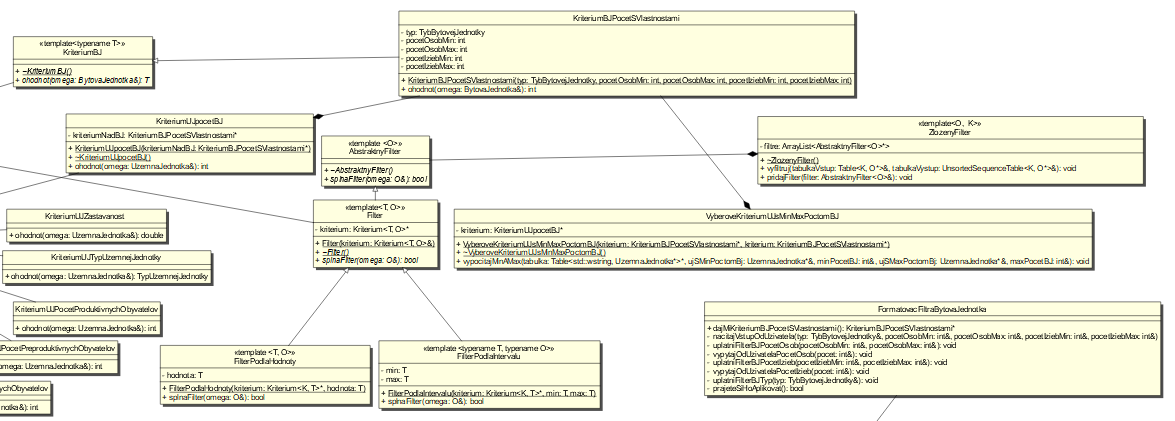 KriteriumBJPocetSVlastnostami
- typ: TypBytovejJednotky
- pocetOsobMin: int
- pocetOsobMax: int
- pocetIziebMin: int
- pocetIziebMax: int
+ KriteriumBJPocetSVlastnostami(typ: TypBytovejJednotky, pocetOsobMin: int, pocetOsobMax: int, pocetIziebMin: int, pocetIziebMax: int)
+ ohodnot(omega: BytovaJednotka&): int
«template<typename T>»
KriteriumBJ
+ ~KriteriumBJ()
+ ohodnot(omega: BytovaJednotka&): T
KriteriumUJpocetBJ
- kriteriumNadBJ: KriteriumBJPocetSVlastnostami*
+ KriteriumUJpocetBJ(kriteriumNadBJ: KriteriumBJPocetSVlastnostami*)
+ ~KriteriumUJpocetBJ()
+ ohodnot(omega: UzemnaJednotka&): int
«template <O>»
AbstraktnyFilter
+ ~AbstraktnyFilter()
+ splnaFilter(omega: O&): bool
«template<O, K>»
ZlozenyFilter
- filtre: ArrayList<AbstraktnyFilter<O>*>
+ ~ZlozenyFilter()
+ vyfiltruj(tabulkaVstup: Table<K, O*>&, tabulkaVystup: UnsortedSequenceTable<K, O*>&): void
+ pridajFilter(filter: AbstraktnyFilter<O>&): void
«template<T, O>»
Filter
- kriterium: Kriterium<T, O>*
+ Filter(kriterium: Kriterium<T, O>&)
+ ~Filter()
+ splnaFilter(omega: O&): bool
KriteriumUJZastavanost
+ ohodnot(omega: UzemnaJednotka&): double
VyberoveKriteriumUJsMinMaxPoctomBJ
- kriterium: KriteriumUJpocetBJ*
+ VyberoveKriteriumUJsMinMaxPoctomBJ(kriterium: KriteriumBJPocetSVlastnostami*, kriterium: KriteriumBJPocetSVlastnostami*)
+ ~VyberoveKriteriumUJsMinMaxPoctomBJ()
+ vypocitajMinAMax(tabulka: Table<std::wstring, UzemnaJednotka*>*, ujSMinPoctomBj: UzemnaJednotka*&, ujSMaxPoctomBj: UzemnaJednotka*&, minPocetBJ: int&, maxPocetBJ: int&): void
KriteriumUJTypUzemnejJednotky
+ ohodnot(omega: UzemnaJednotka&): TypUzemnejJednotky
KriteriumUJPocetProduktivnychObyvatelov
+ ohodnot(omega: UzemnaJednotka&): int
PocetPreproduktivnychObyvatelov
UzemnaJednotka&): int
ychObyvatelov
notka&): int
«template <T, O>»
FilterPodlaHodnoty
- hodnota: T
+ FilterPodlaHodnoty(kriterium: Kriterium<K, T>*, hodnota: T)
+ splnaFilter(omega: O&): bool
«template <typename T, typename O>»
FilterPodlaIntervalu
- min: T
- max: T
+ FilterPodlaIntervalu(kriterium: Kriterium<K, T>*, min: T, max: T)
+ splnaFilter(omega: O&): bool
FormatovacFiltraBytovaJednotka
+ dajMiKriteriumBJPocetSVlastnostami(): KriteriumBJPocetSVlastnostami*
- nacitajVstupOdUzivatela(typ: TypBytovejJednotky&, pocetOsobMin: int&, pocetOsobMax: int&, pocetIziebMin: int&, pocetIziebMax: int&)
- uplatniFilterBJPocetOsob(pocetOsobMin: int&, pocetOsobMax: int&): void
- vypytajOdUzivatelaPocetOsob(pocet: int&): void
- uplatniFilterBJPocetIzieb(pocetIziebMin: int&, pocetIziebMax: int&): void
- vypytajOdUzivatelaPocetIzieb(pocet: int&): void
- uplatniFilterBJTyp(typ: TypBytovejJednotky&): void
- prajeteSiHoAplikovat(): bool